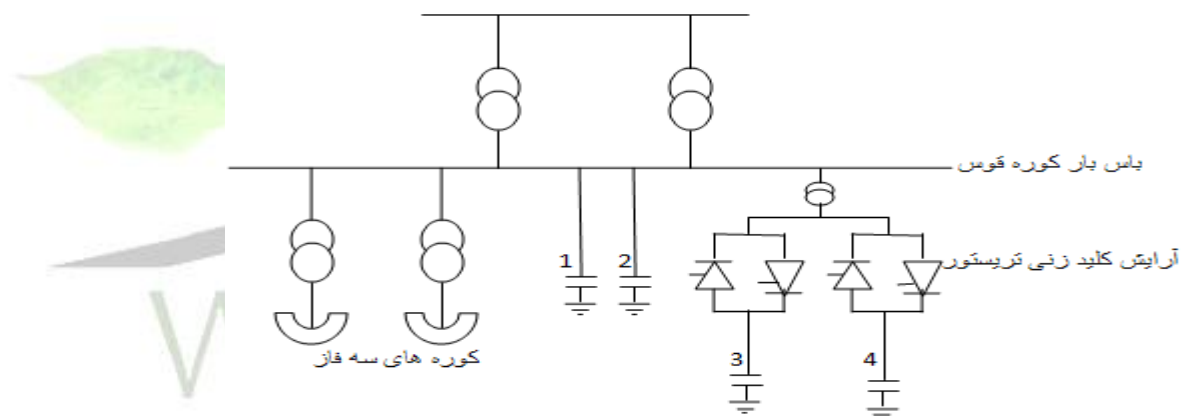 باس بار کوره قوس
1 2
آرایش کلید زنی تریستور
کوره های سه فاز
3 4
W